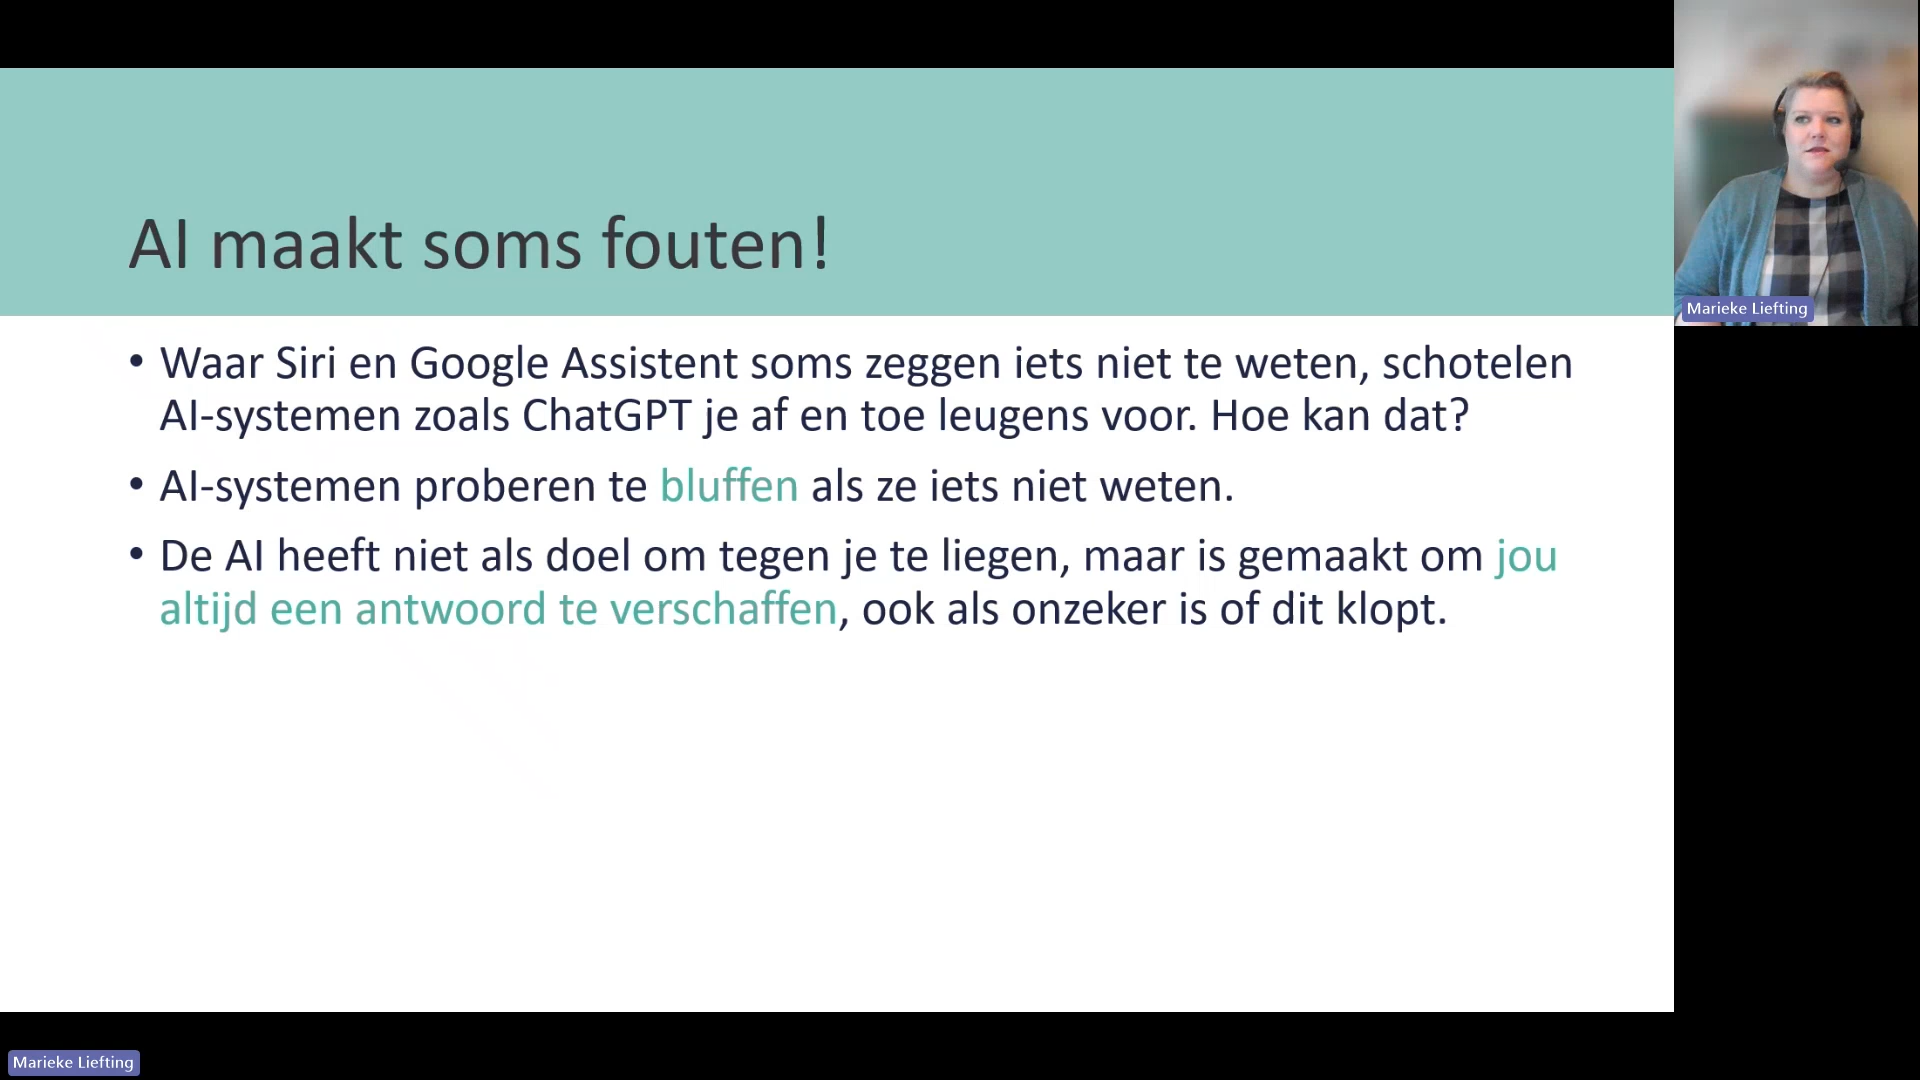 AI maakt soms fouten!
• Waar Siri en Google Assistent soms zeggen iets niet te weten, schotelen
AI-systemen zoals ChatGPT je af en toe leugens voor. Hoe kan dat?
• AI-systemen proberen te bluffen als ze iets niet weten.
• De AI heeft niet als doel om tegen je te liegen, maar is gemaakt om jou
altijd een antwoord te verschaffen, ook als onzeker is of dit klopt.
Marieke Liefting
Marieke Liefting